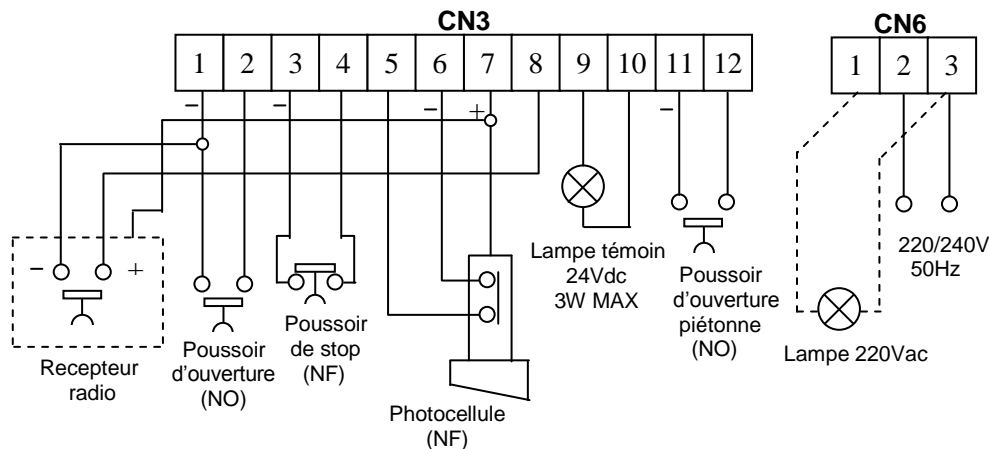 CN3
1 2 3 4 5 6 7 8 9 10 11 12
− − − + −
CN6
1 2 3
− +
Recepteur
radio
Poussoir
d'ouverture
(NO)
Poussoir
de stop
(NF)
Photocellule
(NF)
Lampe témoin
24Vdc
3W MAX
Poussoir
d'ouverture
piétonne
(NO)
220/240V
50Hz
Lampe 220Vac